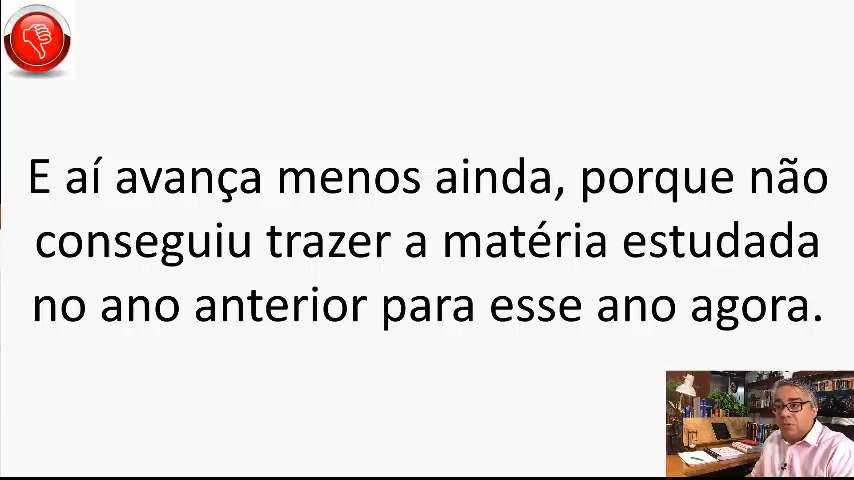 E aí avança menos ainda, porque não
conseguiu trazer a matéria estudada
no ano anterior para esse ano agora.